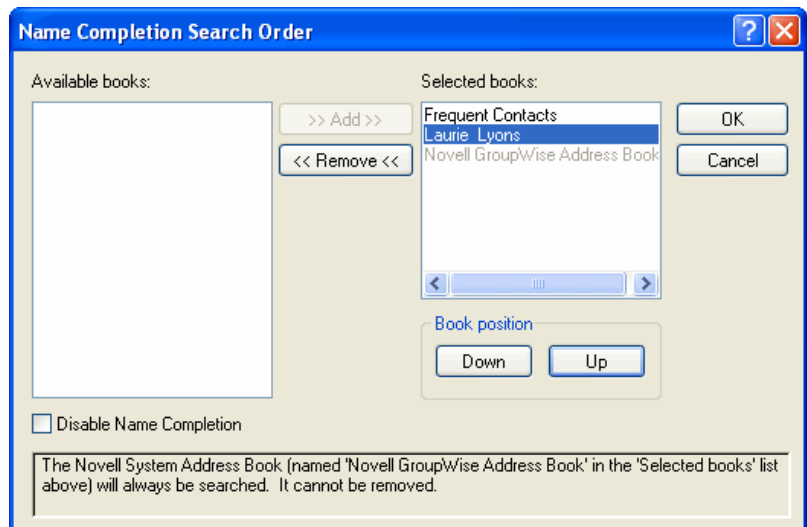 Name Completion Search Order
Available books:
Selected books:
>> Add >>
<< Remove <<
Frequent Contacts
Laurie Lyons
Novell GroupWise Address Book
OK
Cancel
Book position
Down
Up
Disable Name Completion
The Novell System Address Book (named 'Novell GroupWise Address Book' in the 'Selected books' list
above) will always be searched. It cannot be removed.